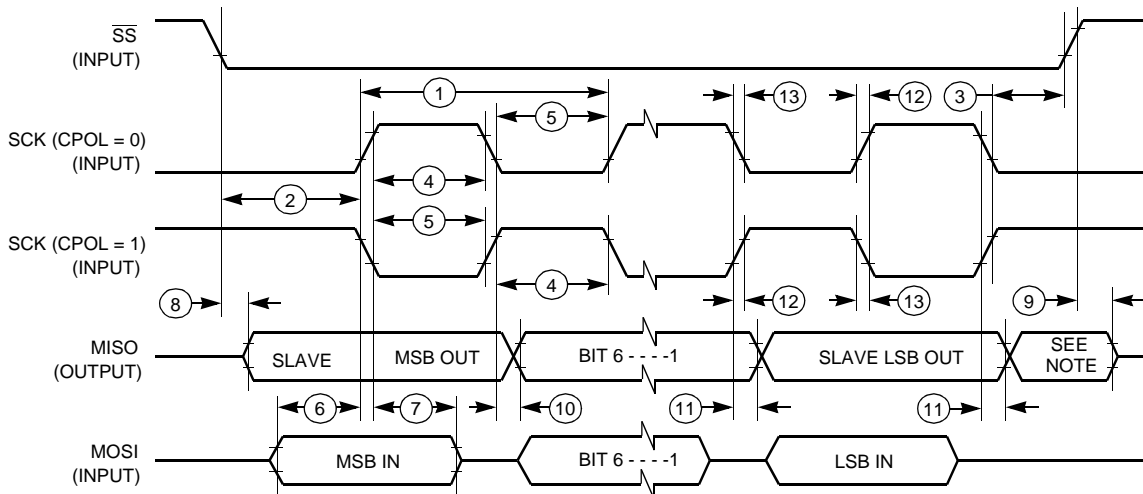 SS
(INPUT)
1
13
12
3
5
SCK (CPOL = 0)
(INPUT)
4
2
5
SCK (CPOL = 1)
(INPUT)
4
8
12
13
9
MISO
(OUTPUT)
SLAVE
MSB OUT
BIT 6 - - - - 1
SLAVE LSB OUT
SEE
NOTE
6
7
10
11
11
MOSI
(INPUT)
MSB IN
BIT 6 - - - - 1
LSB IN